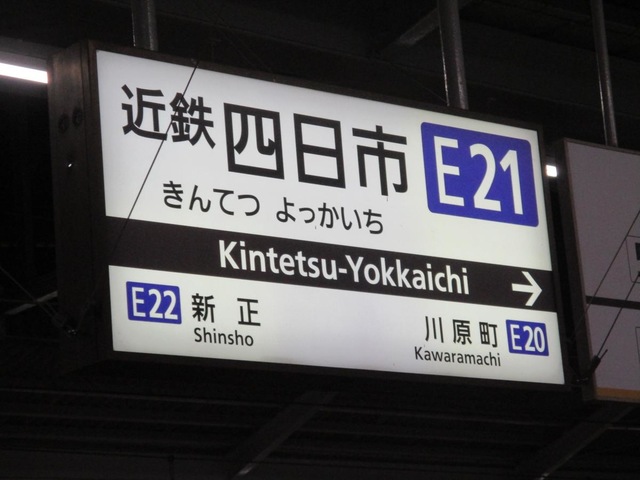 近鉄四日市 E21
きんてつ よっかいち
Kintetsu-Yokkaichi →
E22 新正 川原町 E20
Shinsho Kawaramachi